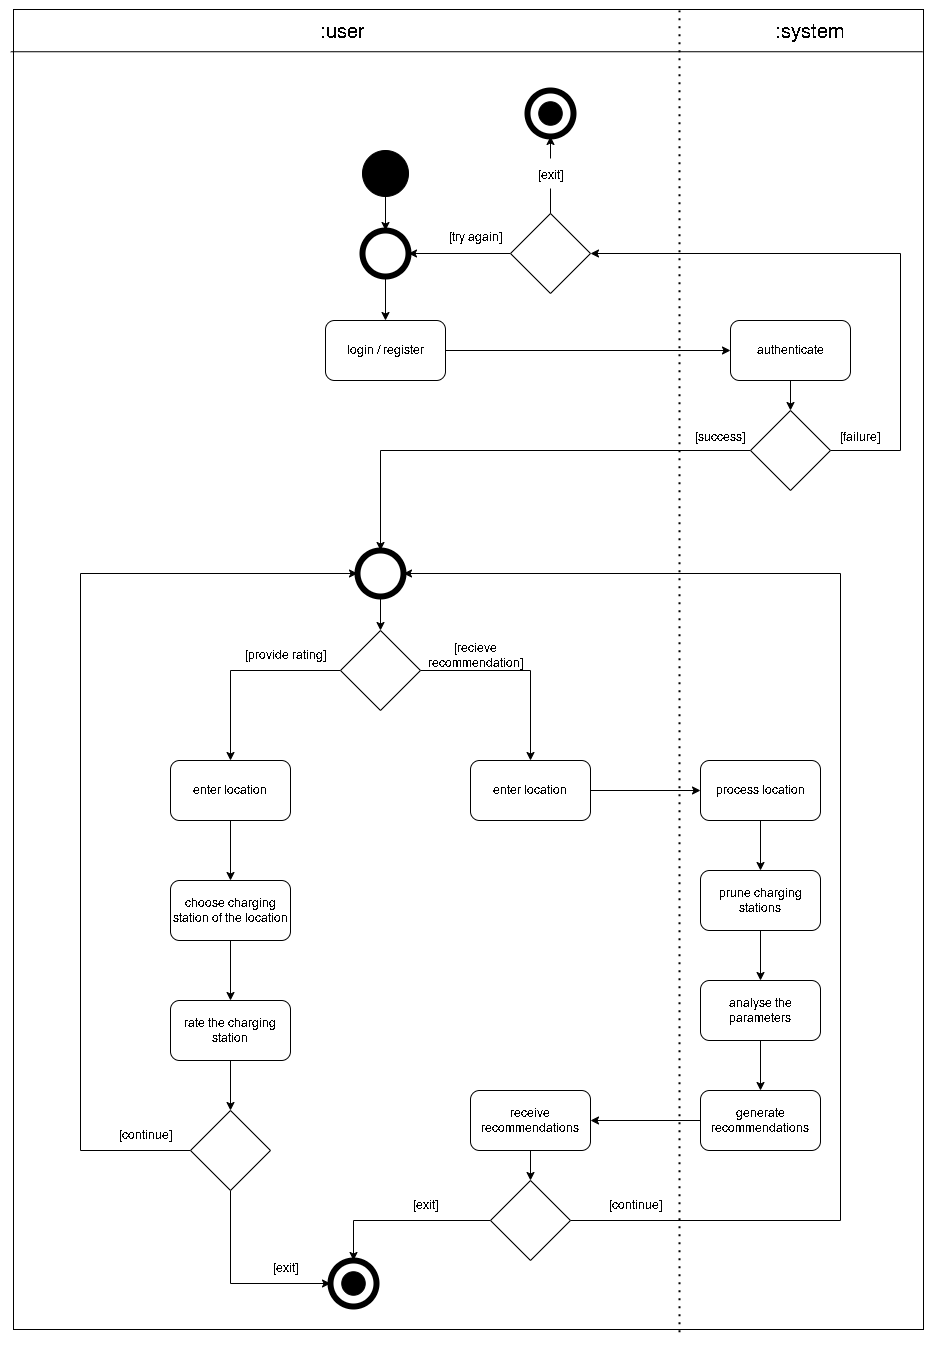 :user
:system
[exit]
[try again]
login / register
authenticate
[success]
[failure]
[provide rating]
[recieve
recommendation]
enter location
enter location
process location
prune charging
stations
choose charging
station of the location
analyse the
parameters
rate the charging
station
receive
recommendations
generate
recommendations
[continue]
[exit]
[continue]
[exit]